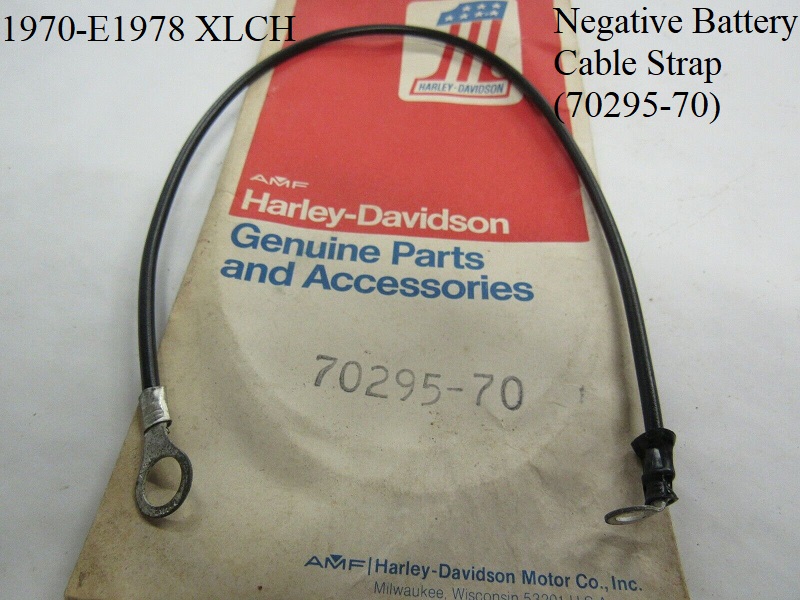 1970-E1978 XLCH
Negative Battery
Cable Strap
(70295-70)
HARLEY-DAVIDSON
AMF
Harley-Davidson
Genuine Parts
and Accessories
70295-70
AMF | Harley-Davidson Motor Co., Inc.
Milwaukee, Wisconsin 53201 U.S.A.